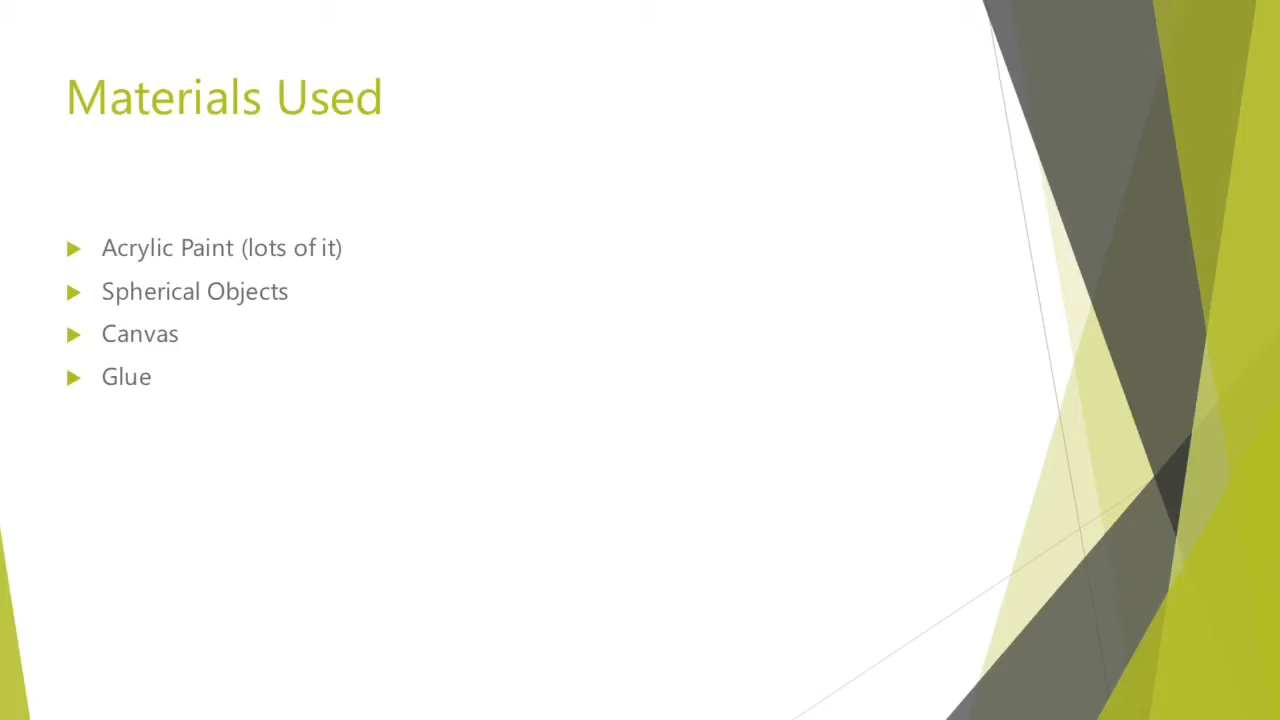 Materials Used
Acrylic Paint (lots of it)
Spherical Objects
Canvas
Glue